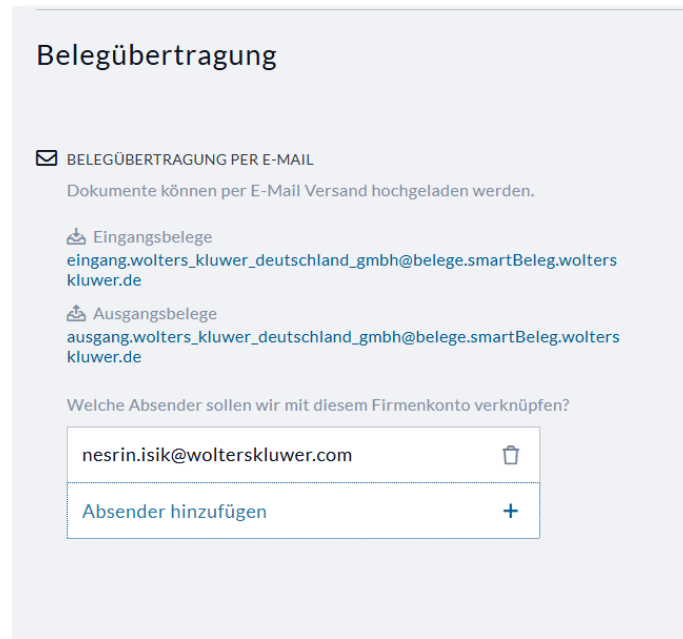 Belegübertragung
BELEGÜBERTRAGUNG PER E-MAIL
Dokumente können per E-Mail Versand hochgeladen werden.
Eingangsbelege
eingang.wolters_kluwer_deutschland_gmbh@belege.smartBeleg.wolters
kluwer.de
Ausgangsbelege
ausgang.wolters_kluwer_deutschland_gmbh@belege.smartBeleg.wolters
kluwer.de
Welche Absender sollen wir mit diesem Firmenkonto verknüpfen?
nesrin.isik@wolterskluwer.com
Absender hinzufügen +